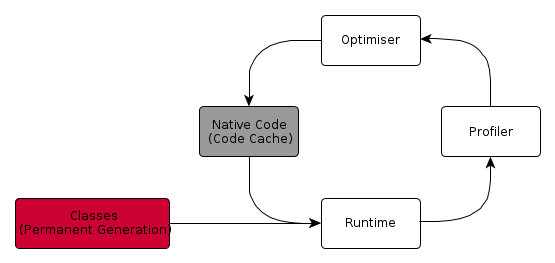 Optimiser
Native Code
(Code Cache)
Profiler
Classes
(Permanent Generation)
Runtime